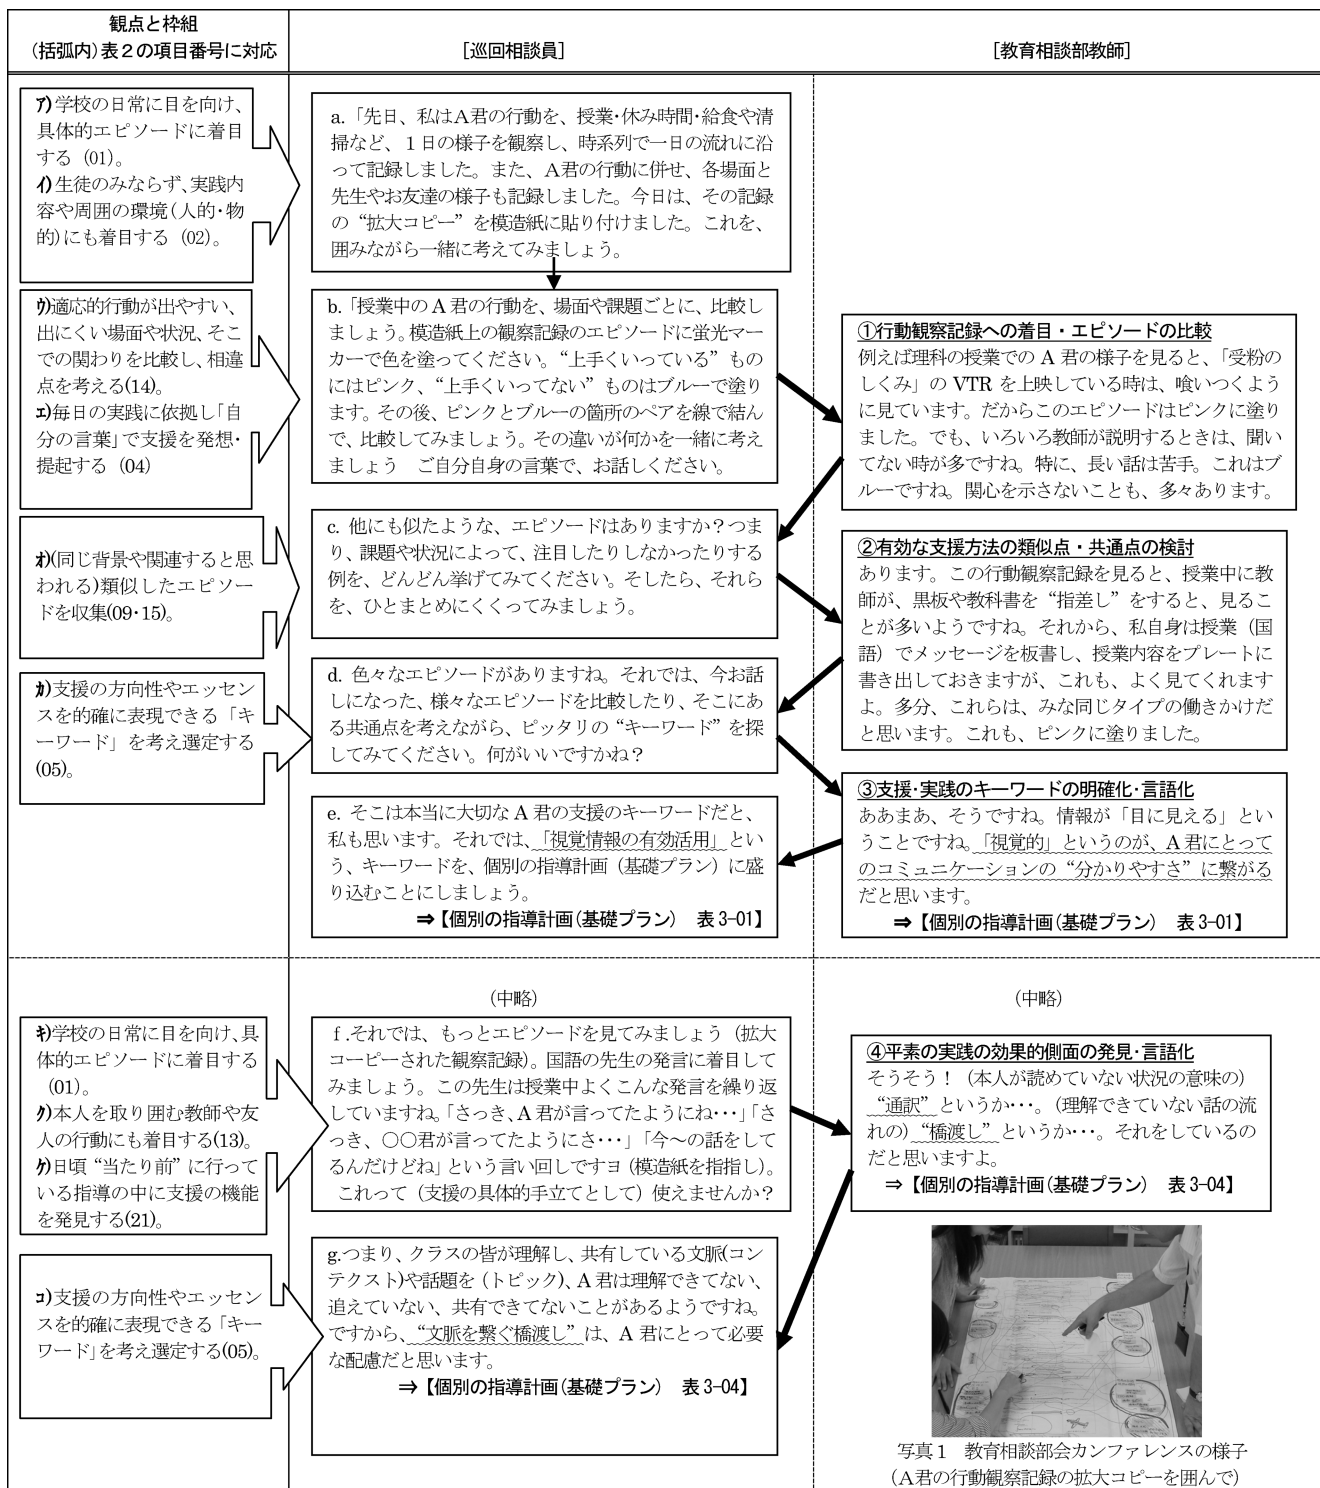 観点と枠組
(括弧内)表２の項目番号に対応
[巡回相談員]
[教育相談部教師]
ｱ)学校の日常に目を向け、
具体的エピソードに着目
する (01)。
ｲ)生徒のみならず、実践内
容や周囲の環境(人的･物
的)にも着目する (02)。
a.「先日、私はA君の行動を、授業･休み時間･給食や清
掃など、１日の様子を観察し、時系列で一日の流れに沿
って記録しました。また、A君の行動に併せ、各場面と
先生やお友達の様子も記録しました。今日は、その記録
の“拡大コピー”を模造紙に貼り付けました。これを、
囲みながら一緒に考えてみましょう。
ｳ)適応的行動が出やすい、
出にくい場面や状況、そこ
での関わりを比較し、相違
点を考える(14)。
ｴ)毎日の実践に依拠し「自
分の言葉」で支援を発想･
提起する (04)
b.「授業中の A 君の行動を、場面や課題ごとに、比較し
ましょう。模造紙上の観察記録のエピソードに蛍光マー
カーで色を塗ってください。“上手くいっている”もの
にはピンク、“上手くいってない”ものはブルーで塗り
ます。その後、ピンクとブルーの箇所のペアを線で結ん
で、比較してみましょう。その違いが何かを一緒に考え
ましょう　ご自分自身の言葉で、お話しください。
①行動観察記録への着目・エピソードの比較
例えば理科の授業での A 君の様子を見ると、「受粉の
しくみ」の VTR を上映している時は、喰いつくよう
に見ています。だからこのエピソードはピンクに塗り
ました。でも、いろいろ教師が説明するときは、聞い
てない時が多ですね。特に、長い話は苦手。これはブ
ルーですね。関心を示さないことも、多々あります。
ｵ)(同じ背景や関連すると思
われる)類似したエピソー
ドを収集(09･15)。
c. 他にも似たような、エピソードはありますか？つま
り、課題や状況によって、注目したりしなかったりする
例を、どんどん挙げてみてください。そしたら、それら
を、ひとまとめにくくってみましょう。
②有効な支援方法の類似点・共通点の検討
あります。この行動観察記録を見ると、授業中に教
師が、黒板や教科書を“指差し”をすると、見るこ
とが多いようですね。それから、私自身は授業（国
語）でメッセージを板書し、授業内容をプレートに
書き出しておきますが、これも、よく見てくれます
よ。多分、これらは、みな同じタイプの働きかけだ
と思います。これも、ピンクに塗りました。
ｶ)支援の方向性やエッセン
スを的確に表現できる「キ
ーワード」を考え選定する
(05)。
d. 色々なエピソードがありますね。それでは、今お話
しになった、様々なエピソードを比較したり、そこにあ
る共通点を考えながら、ピッタリの“キーワード”を探
してみてください。何がいいですかね？
③支援･実践のキーワードの明確化・言語化
ああまあ、そうですね。情報が「目に見える」とい
うことですね。「視覚的」というのが、A 君にとって
のコミュニケーションの“分かりやすさ”に繋がる
だと思います。
⇒【個別の指導計画(基礎プラン)　表 3-01】
e. そこは本当に大切な A 君の支援のキーワードだと、
私も思います。それでは、「視覚情報の有効活用」とい
う、キーワードを、個別の指導計画（基礎プラン）に盛
り込むことにしましょう。
⇒【個別の指導計画(基礎プラン)　表 3-01】
(中略)
(中略)
ｷ)学校の日常に目を向け、具
体的エピソードに着目する
(01)。
ｸ)本人を取り囲む教師や友
人の行動にも着目する(13)。
ｹ)日頃“当たり前”に行って
いる指導の中に支援の機能
を発見する(21)。
ｆ.それでは、もっとエピソードを見てみましょう（拡大
コーピーされた観察記録）。国語の先生の発言に着目して
みましょう。この先生は授業中よくこんな発言を繰り返
していますね。「さっき、A 君が言ってたようにね･･･」「さ
っき、〇〇君が言ってたようにさ･･･」「今～の話をして
るんだけどね」という言い回しですヨ（模造紙を指指し）。
これって（支援の具体的手立てとして）使えませんか？
④平素の実践の効果的側面の発見･言語化
そうそう！（本人が読めていない状況の意味の）
“通訳”というか･･･。（理解できていない話の流
れの）“橋渡し”というか･･･。それをしているの
だと思いますよ。
⇒【個別の指導計画(基礎プラン)　表 3-04】
ｺ)支援の方向性やエッセン
スを的確に表現できる「キー
ワード」を考え選定する(05)。
g.つまり、クラスの皆が理解し、共有している文脈(コン
テクスト)や話題を（トピック）、A 君は理解できてない、
追えていない、共有できてないことがあるようですね。
ですから、“文脈を繋ぐ橋渡し”は、A 君にとって必要
な配慮だと思います。
⇒【個別の指導計画(基礎プラン)　表 3-04】
写真１　教育相談部会カンファレンスの様子
（A君の行動観察記録の拡大コピーを囲んで）